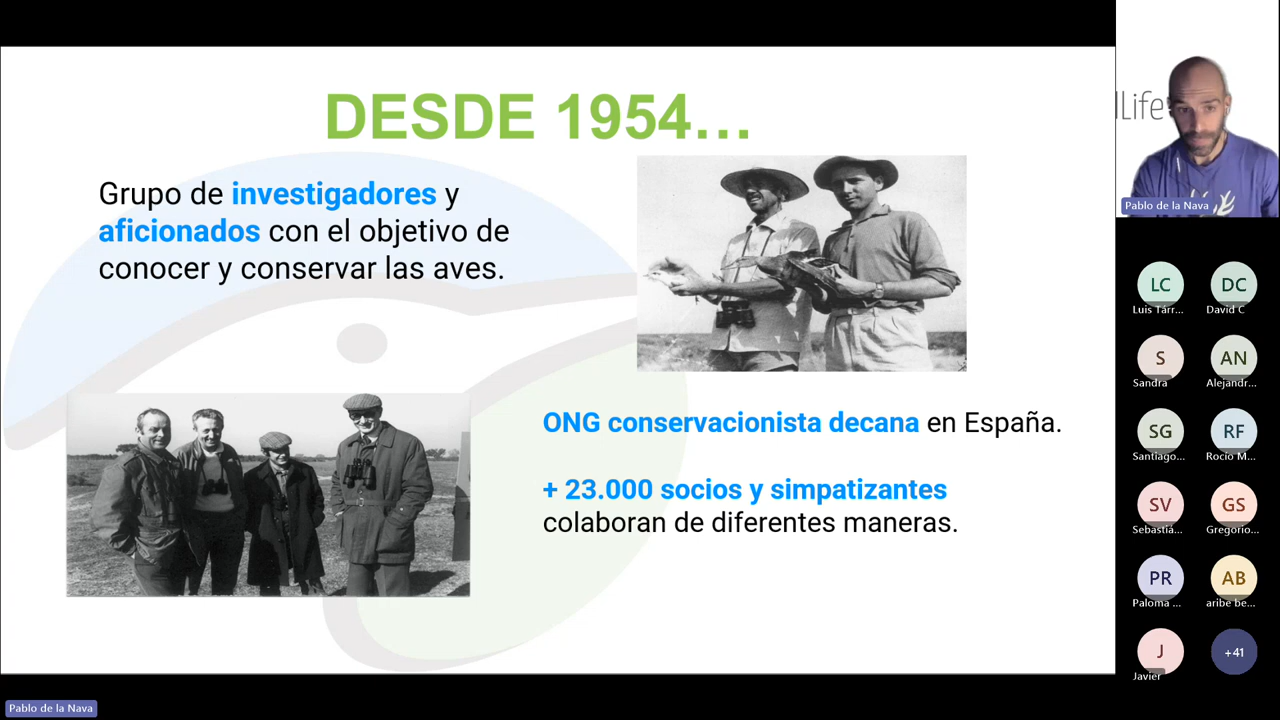 DESDE 1954...
Grupo de investigadores y
aficionados con el objetivo de
conocer y conservar las aves.
ONG conservacionista decana en España.
+ 23.000 socios y simpatizantes
colaboran de diferentes maneras.
lLife
Pablo de la Nava
LC
Luis Tárr...
DC
David C
S
Sandra
AN
Alejandr...
SG
Santiago...
RF
Rocío M...
SV
Sebastiá...
GS
Gregorio...
PR
Paloma ...
AB
aribe be...
J
Javier
+41
Pablo de la Nava